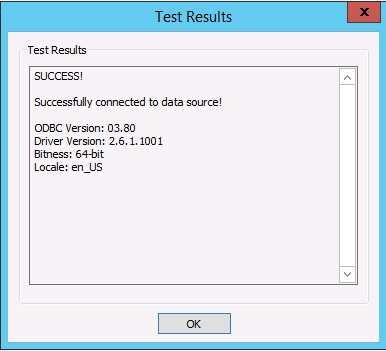 Test Results
x
Test Results
SUCCESS!
Successfully connected to data source!
ODBC Version: 03.80
Driver Version: 2.6.1.1001
Bitness: 64-bit
Locale: en_US
OK